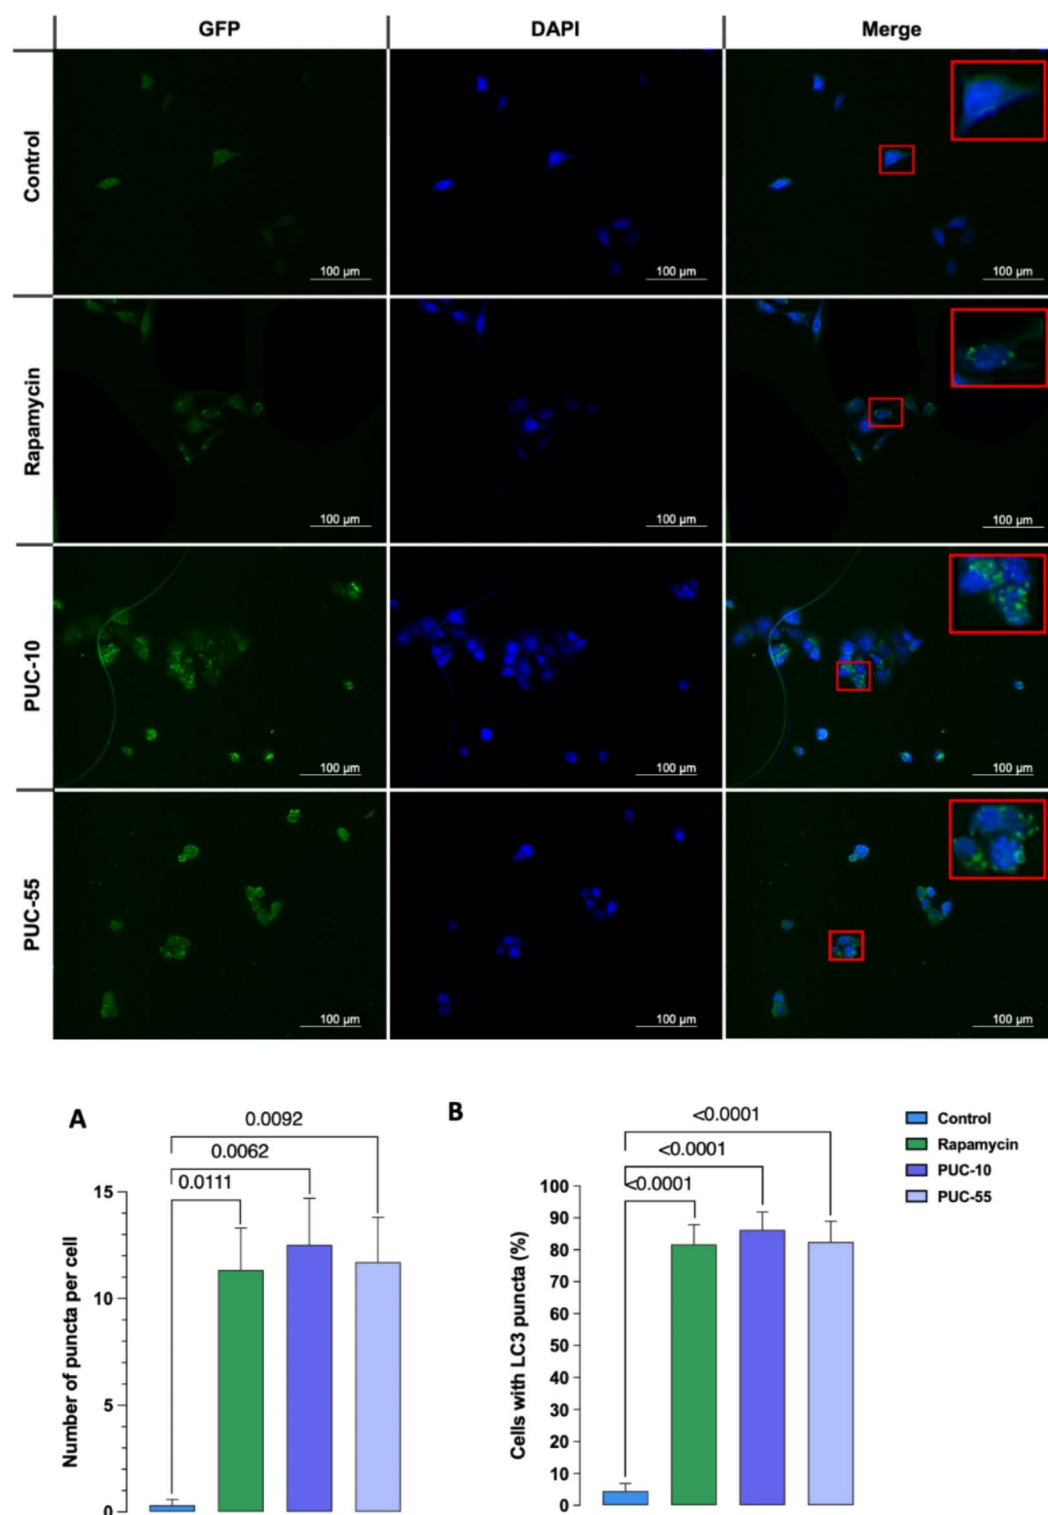 GFP DAPI Merge
Control
100 µm 100 µm 100 µm
Rapamycin
100 µm 100 µm 100 µm
PUC-10
100 µm 100 µm 100 µm
PUC-55
100 µm 100 µm 100 µm
A
0.0092
0.0062
0.0111
Number of puncta per cell
15
10
5
0
B
<0.0001
<0.0001
<0.0001
Cells with LC3 puncta (%)
100
90
80
70
60
50
40
30
20
10
0
Control
Rapamycin
PUC-10
PUC-55